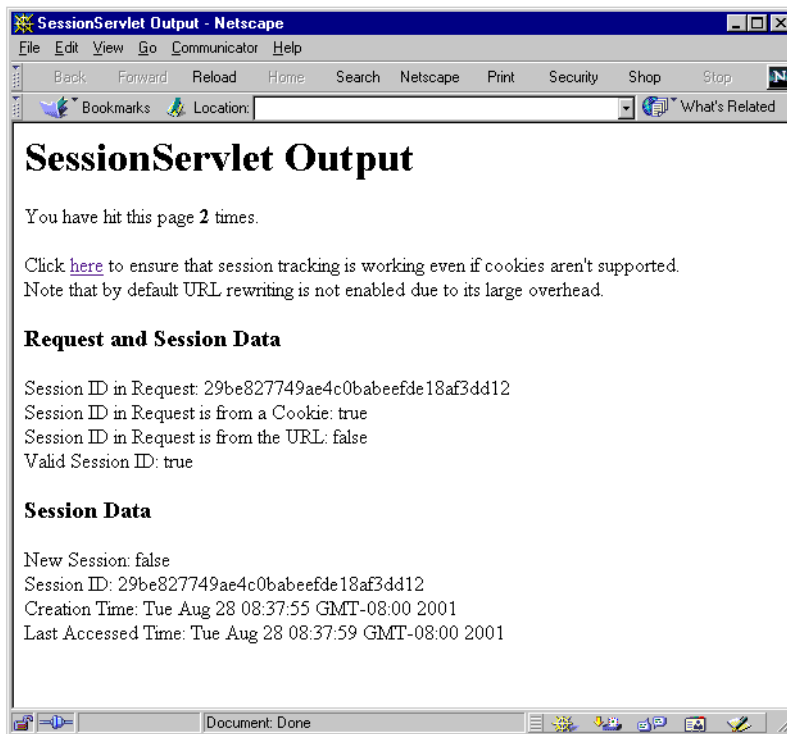 SessionServlet Output - Netscape
File Edit View Go Communicator Help
Back Forward Reload Home Search Netscape Print Security Shop Stop N
Bookmarks Location: What's Related
SessionServlet Output
You have hit this page 2 times.
Click here to ensure that session tracking is working even if cookies aren't supported.
Note that by default URL rewriting is not enabled due to its large overhead.
Request and Session Data
Session ID in Request: 29be827749ae4c0babeefde18af3dd12
Session ID in Request is from a Cookie: true
Session ID in Request is from the URL: false
Valid Session ID: true
Session Data
New Session: false
Session ID: 29be827749ae4c0babeefde18af3dd12
Creation Time: Tue Aug 28 08:37:55 GMT-08:00 2001
Last Accessed Time: Tue Aug 28 08:37:59 GMT-08:00 2001
Document: Done